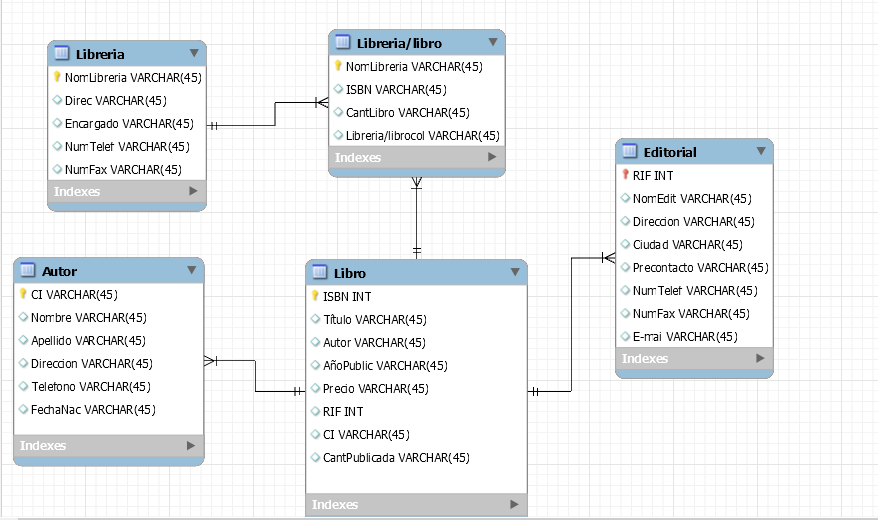 Libreria
NomLibreria VARCHAR(45)
Direc VARCHAR(45)
Encargado VARCHAR(45)
NumTelef VARCHAR(45)
NumFax VARCHAR(45)
Indexes
Libreria/libro
NomLibreria VARCHAR(45)
ISBN VARCHAR(45)
CantLibro VARCHAR(45)
Libreria/librocol VARCHAR(45)
Indexes
Editorial
RIF INT
NomEdit VARCHAR(45)
Direccion VARCHAR(45)
Ciudad VARCHAR(45)
Precontacto VARCHAR(45)
NumTelef VARCHAR(45)
NumFax VARCHAR(45)
E-mai VARCHAR(45)
Indexes
Autor
CI VARCHAR(45)
Nombre VARCHAR(45)
Apellido VARCHAR(45)
Direccion VARCHAR(45)
Telefono VARCHAR(45)
FechaNac VARCHAR(45)
Indexes
Libro
ISBN INT
Título VARCHAR(45)
Autor VARCHAR(45)
AñoPublic VARCHAR(45)
Precio VARCHAR(45)
RIF INT
CI VARCHAR(45)
CantPublicada VARCHAR(45)
Indexes